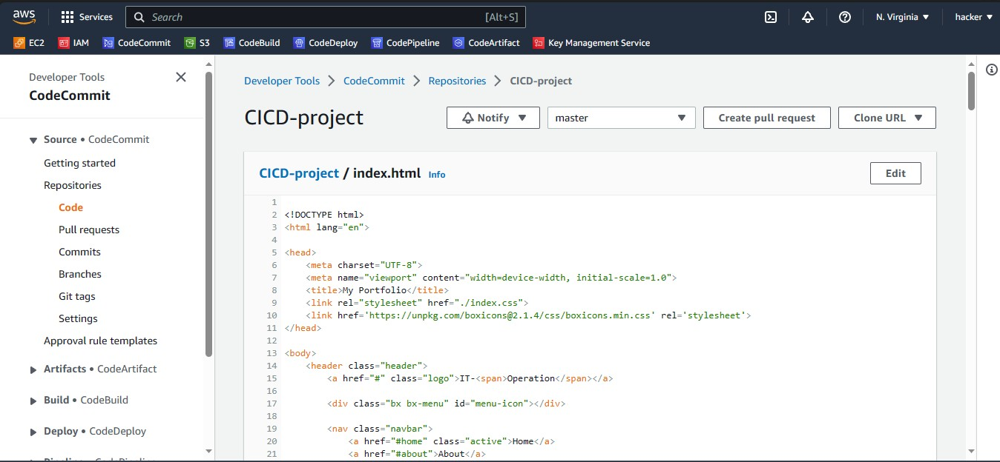 aws Services Search [Alt+S] N. Virginia hacker
EC2 IAM CodeCommit S3 CodeBuild CodeDeploy CodePipeline CodeArtifact Key Management Service
Developer Tools
CodeCommit
Source • CodeCommit
Getting started
Repositories
Code
Pull requests
Commits
Branches
Git tags
Settings
Approval rule templates
Artifacts • CodeArtifact
Build • CodeBuild
Deploy • CodeDeploy
Pipeline • CodePipeline
Developer Tools > CodeCommit > Repositories > CICD-project
CICD-project
Notify master Create pull request Clone URL
CICD-project / index.html Info Edit
1
2 <!DOCTYPE html>
3 <html lang="en">
4
5 <head>
6     <meta charset="UTF-8">
7     <meta name="viewport" content="width=device-width, initial-scale=1.0">
8     <title>My Portfolio</title>
9     <link rel="stylesheet" href="./index.css">
10     <link href='https://unpkg.com/boxicons@2.1.4/css/boxicons.min.css' rel='stylesheet'>
11 </head>
12
13 <body>
14     <header class="header">
15         <a href="#" class="logo">IT-<span>Operation</span></a>
16
17         <div class="bx bx-menu" id="menu-icon"></div>
18
19         <nav class="navbar">
20             <a href="#home" class="active">Home</a>
21             <a href="#about">About</a>